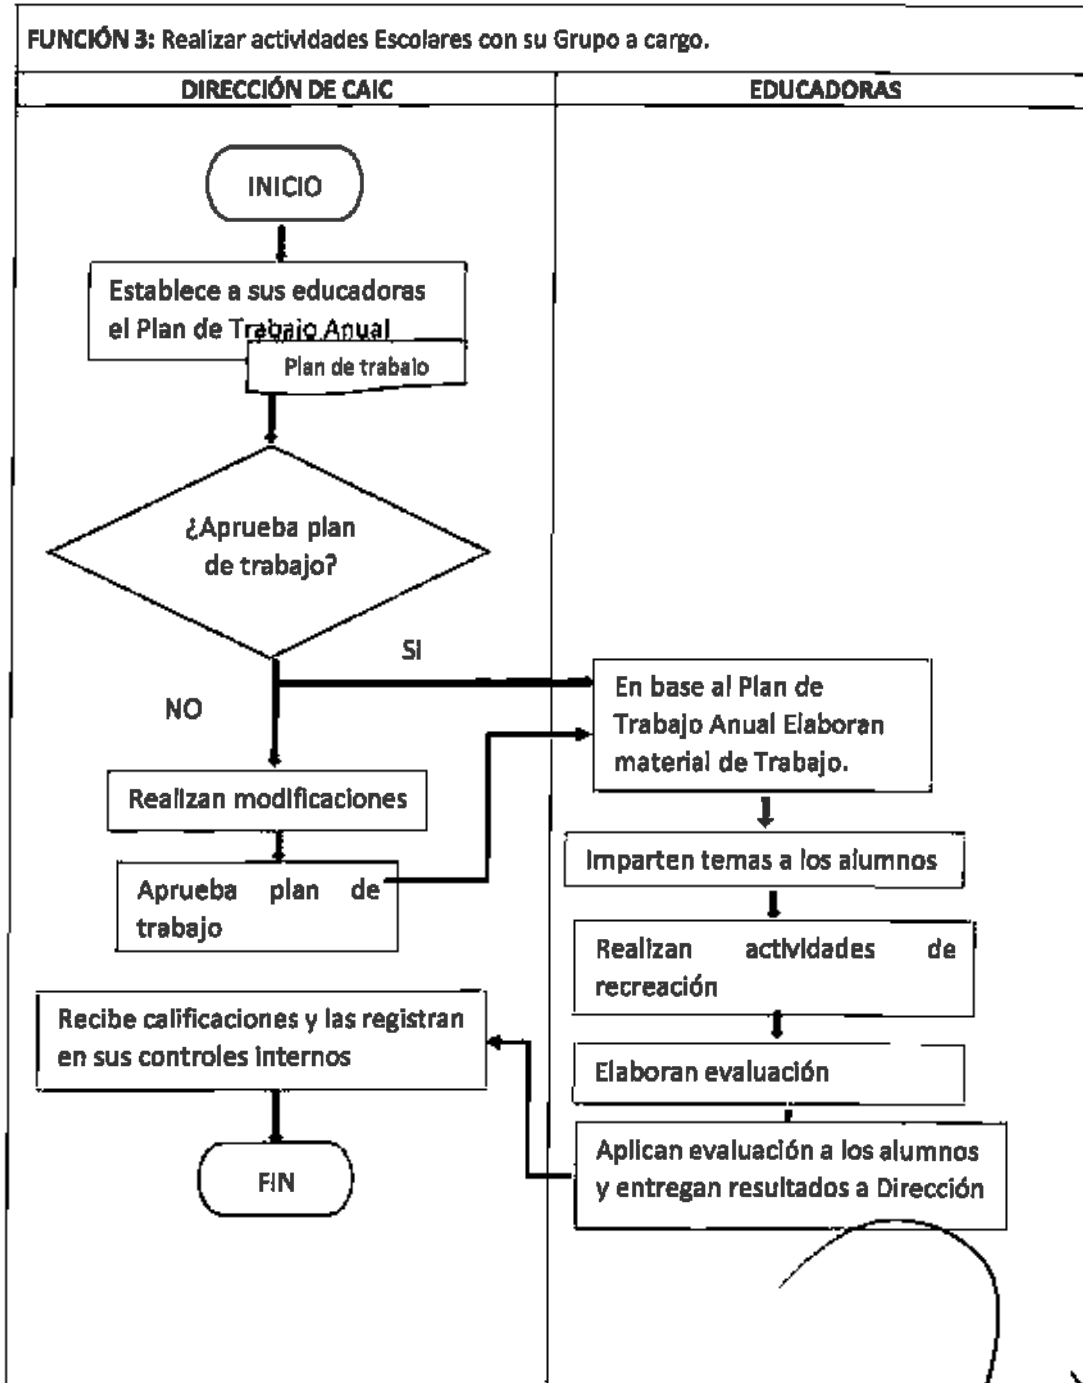 FUNCIÓN 3: Realizar actividades Escolares con su Grupo a cargo.
DIRECCIÓN DE CAIC
EDUCADORAS
INICIO
Establece a sus educadoras
el Plan de Trabajo Anual
Plan de trabajo
¿Aprueba plan
de trabajo?
SI
NO
En base al Plan de
Trabajo Anual Elaboran
material de Trabajo.
Realizan modificaciones
Imparten temas a los alumnos
Aprueba plan de
trabajo
Realizan actividades de
recreación
Recibe calificaciones y las registran
en sus controles internos
Elaboran evaluación
Aplican evaluación a los alumnos
y entregan resultados a Dirección
FIN